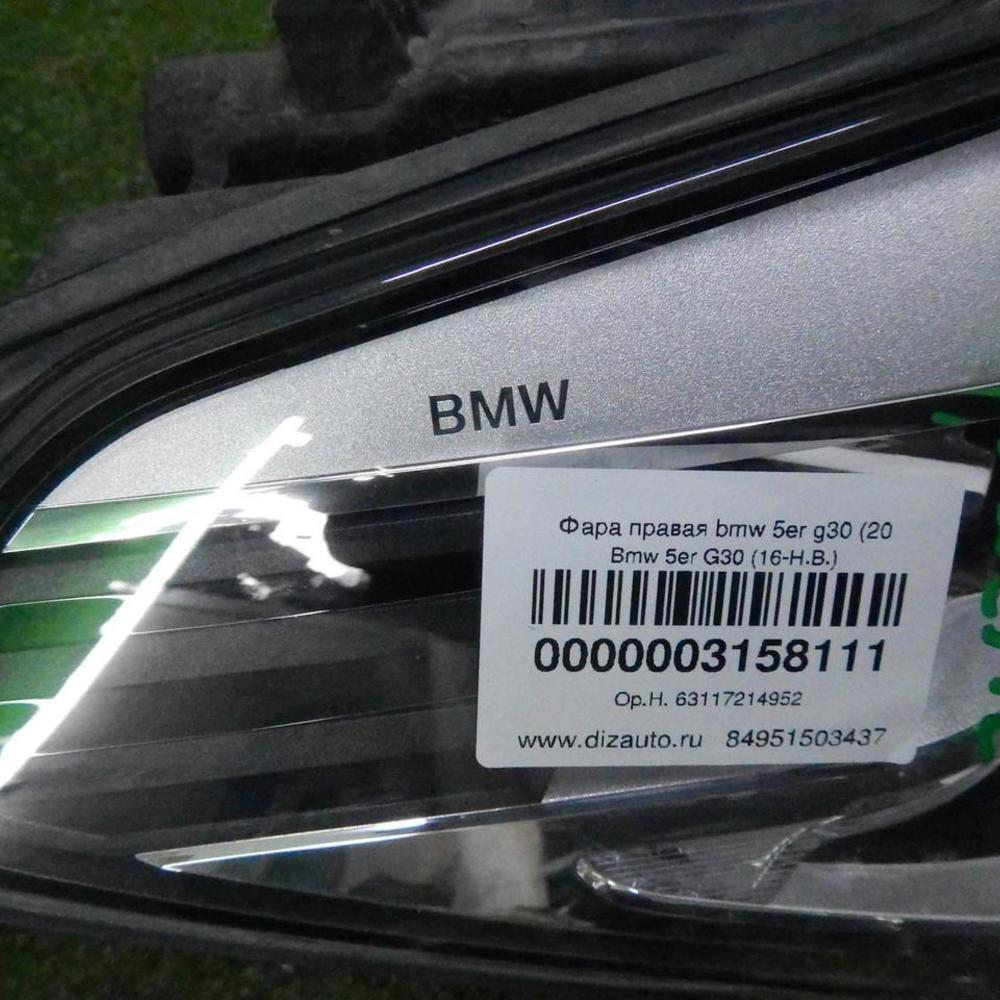 BMW
Фара правая bmw 5er g30 (20
Bmw 5er G30 (16-Н.В.)
0000003158111
Ор.Н. 63117214952
www.dizauto.ru 84951503437